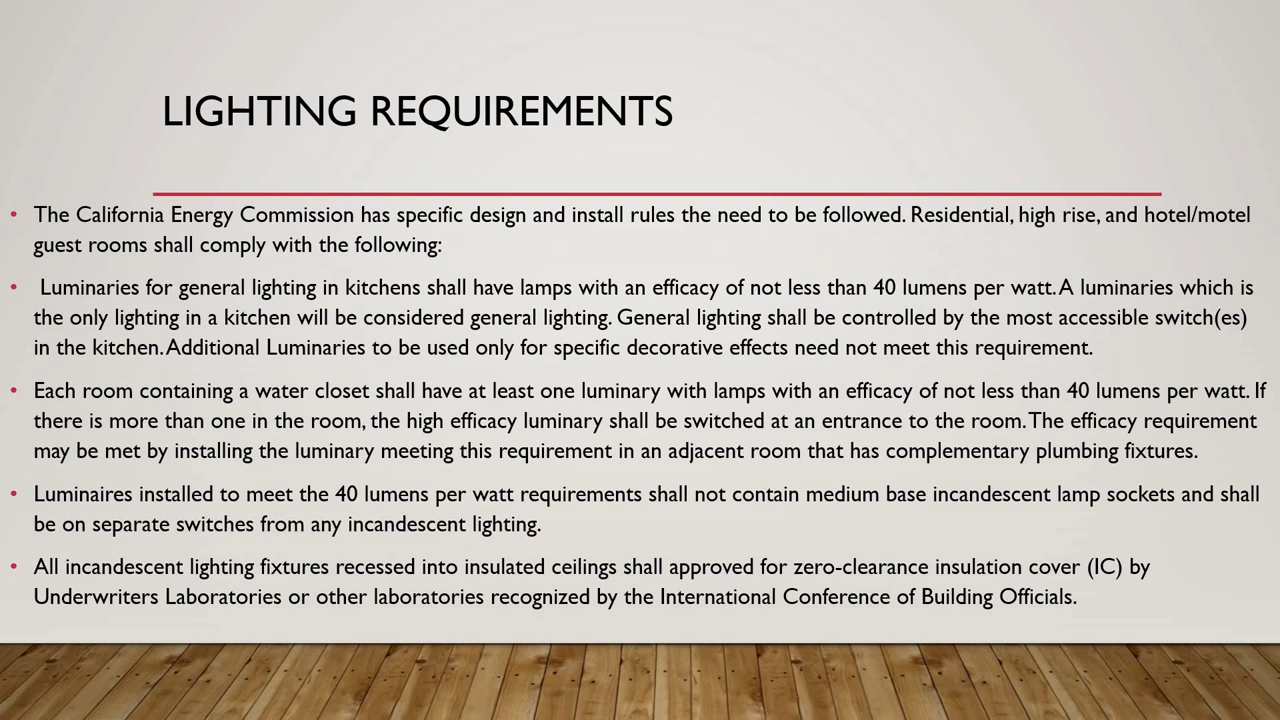 LIGHTING REQUIREMENTS
• The California Energy Commission has specific design and install rules the need to be followed. Residential, high rise, and hotel/motel
guest rooms shall comply with the following:
• Luminaries for general lighting in kitchens shall have lamps with an efficacy of not less than 40 lumens per watt. A luminaries which is
the only lighting in a kitchen will be considered general lighting. General lighting shall be controlled by the most accessible switch(es)
in the kitchen. Additional Luminaries to be used only for specific decorative effects need not meet this requirement.
• Each room containing a water closet shall have at least one luminary with lamps with an efficacy of not less than 40 lumens per watt. If
there is more than one in the room, the high efficacy luminary shall be switched at an entrance to the room. The efficacy requirement
may be met by installing the luminary meeting this requirement in an adjacent room that has complementary plumbing fixtures.
• Luminaires installed to meet the 40 lumens per watt requirements shall not contain medium base incandescent lamp sockets and shall
be on separate switches from any incandescent lighting.
• All incandescent lighting fixtures recessed into insulated ceilings shall approved for zero-clearance insulation cover (IC) by
Underwriters Laboratories or other laboratories recognized by the International Conference of Building Officials.